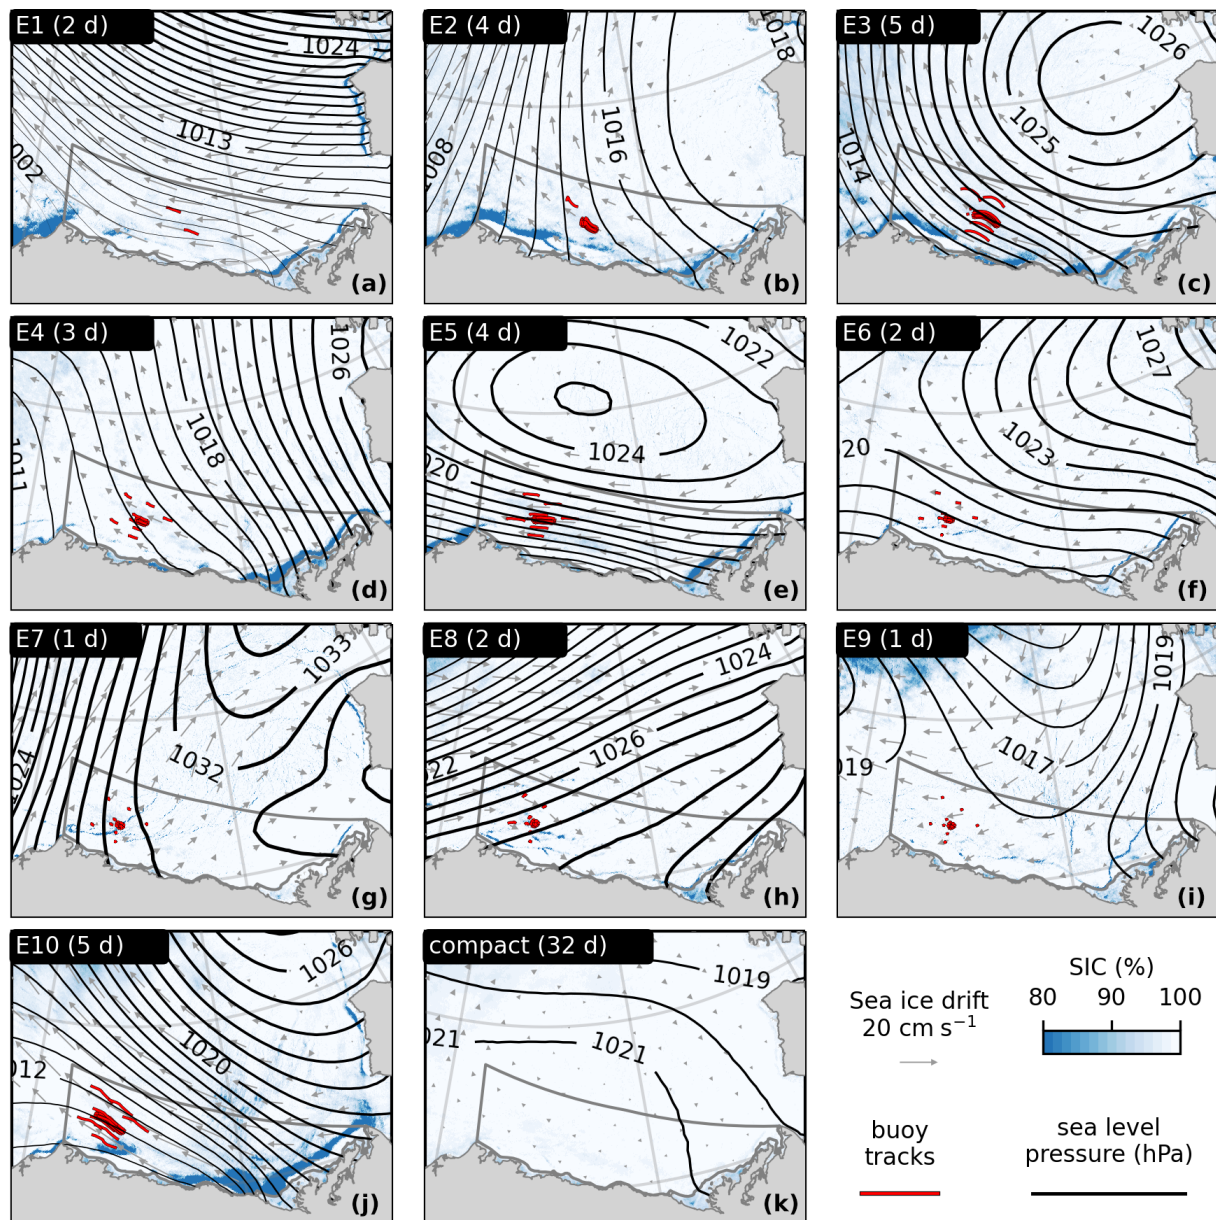 E1 (2 d)
1024
1013
002
(a)
E2 (4 d)
018
1016
1008
(b)
E3 (5 d)
1026
1025
1014
(c)
E4 (3 d)
1026
1018
1011
(d)
E5 (4 d)
1022
1024
020
(e)
E6 (2 d)
1027
1023
20
(f)
E7 (1 d)
1033
1032
1024
(g)
E8 (2 d)
1024
1026
22
(h)
E9 (1 d)
1019
1017
019
(i)
E10 (5 d)
1026
1020
012
(j)
compact (32 d)
1019
1021
021
(k)
Sea ice drift
20 cm s⁻¹
SIC (%)
80 90 100
buoy
tracks
sea level
pressure (hPa)